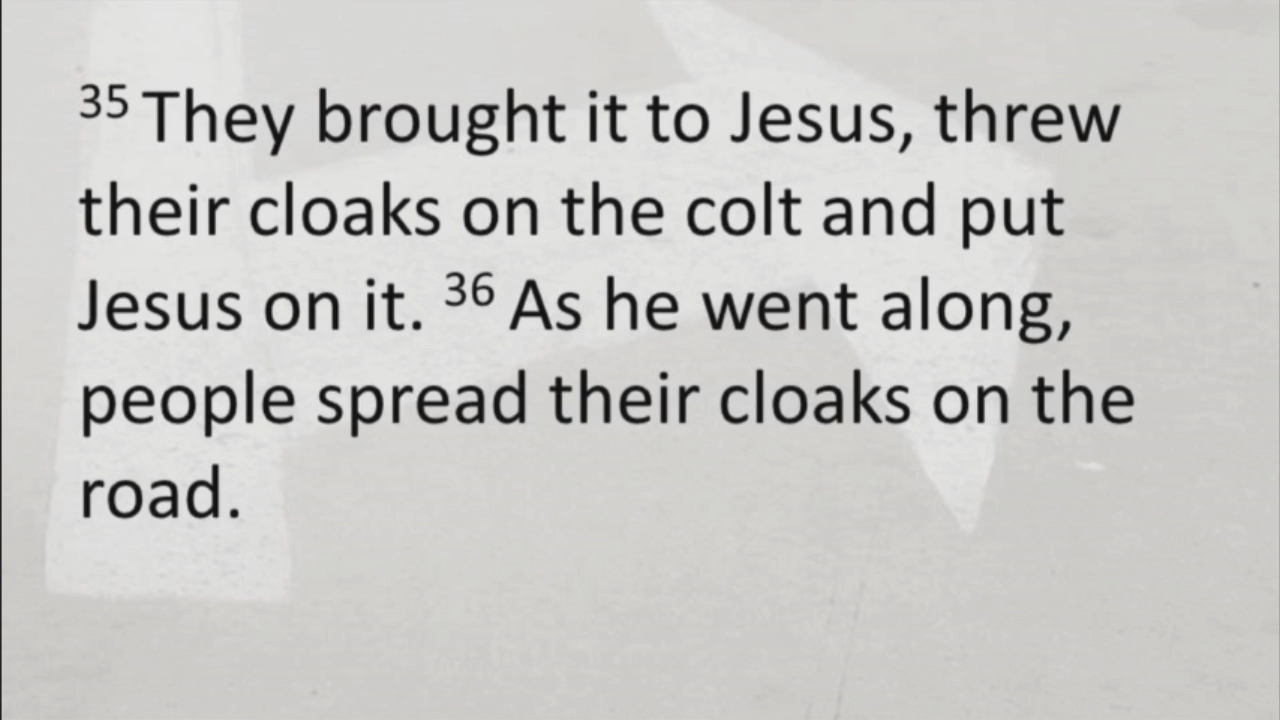 35 They brought it to Jesus, threw
their cloaks on the colt and put
Jesus on it. 36 As he went along,
people spread their cloaks on the
road.